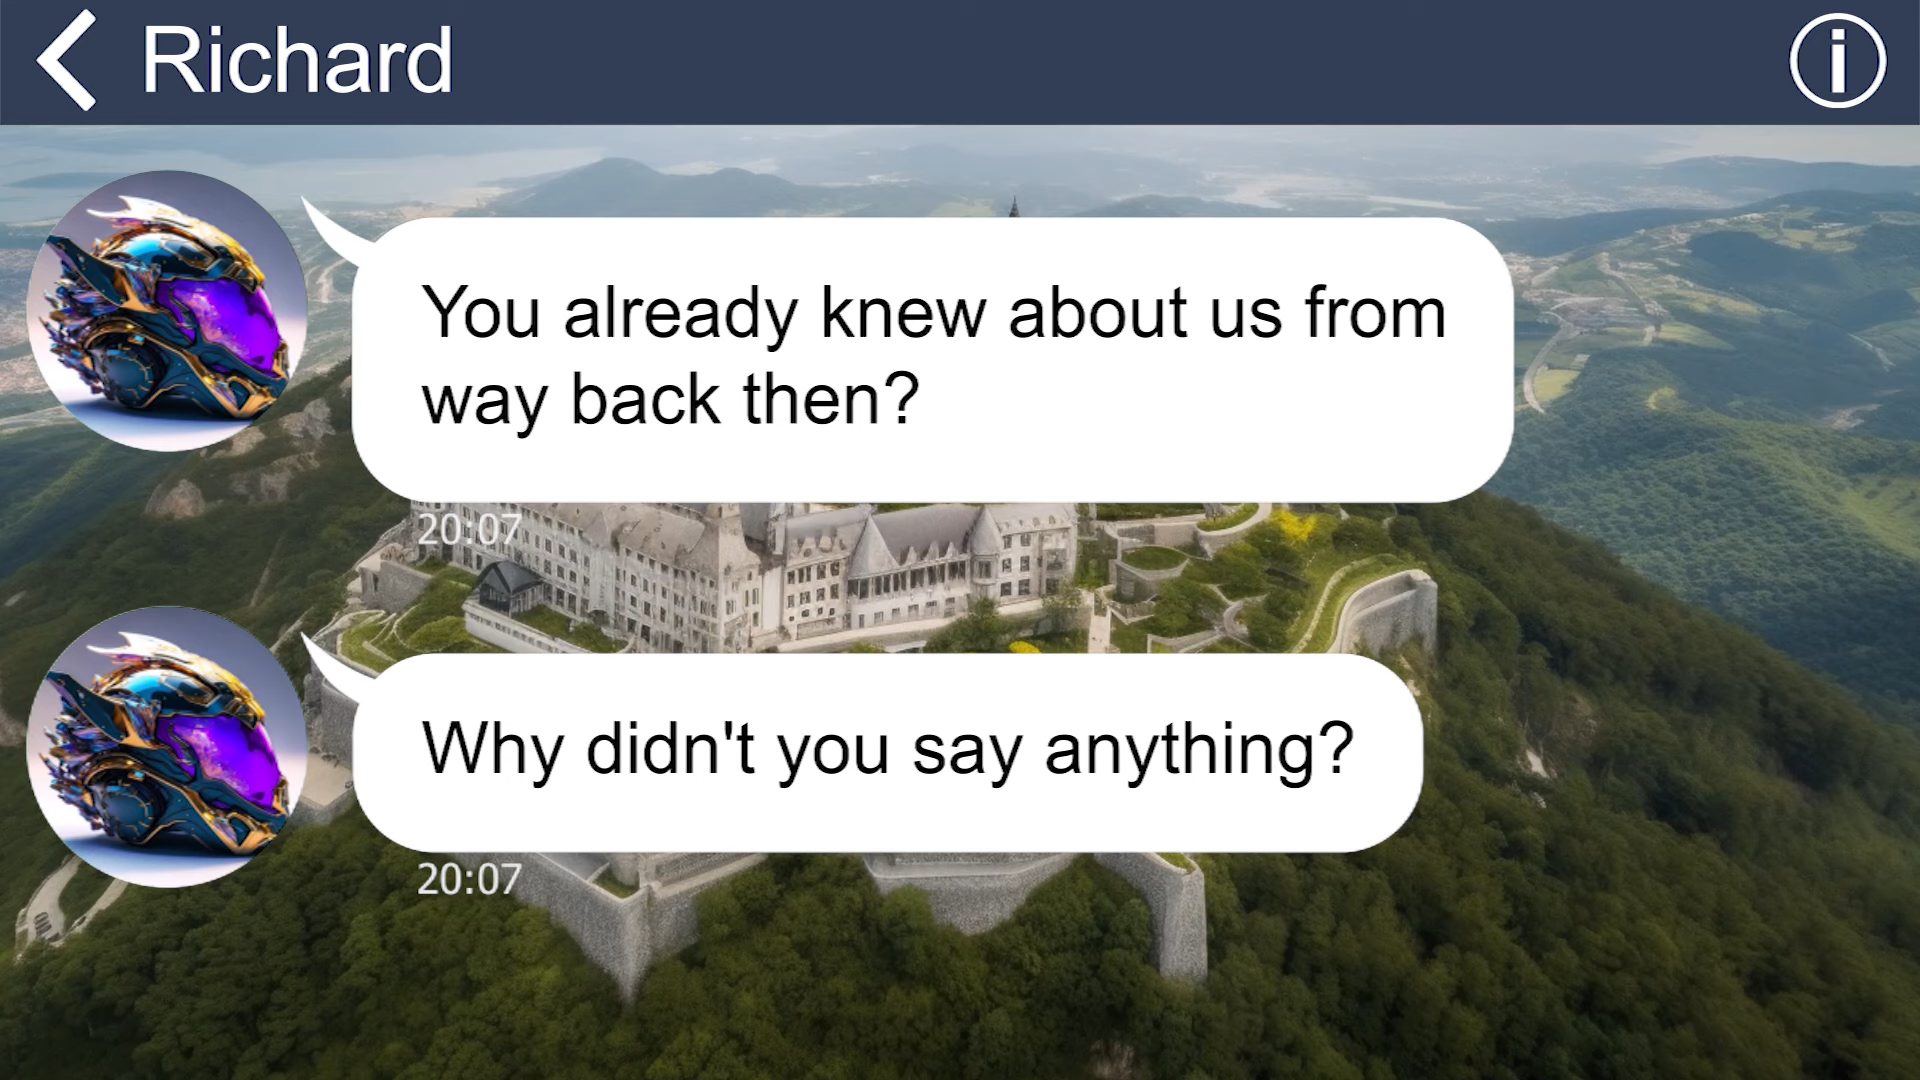 Richard
You already knew about us from
way back then?
20:07
Why didn't you say anything?
20:07